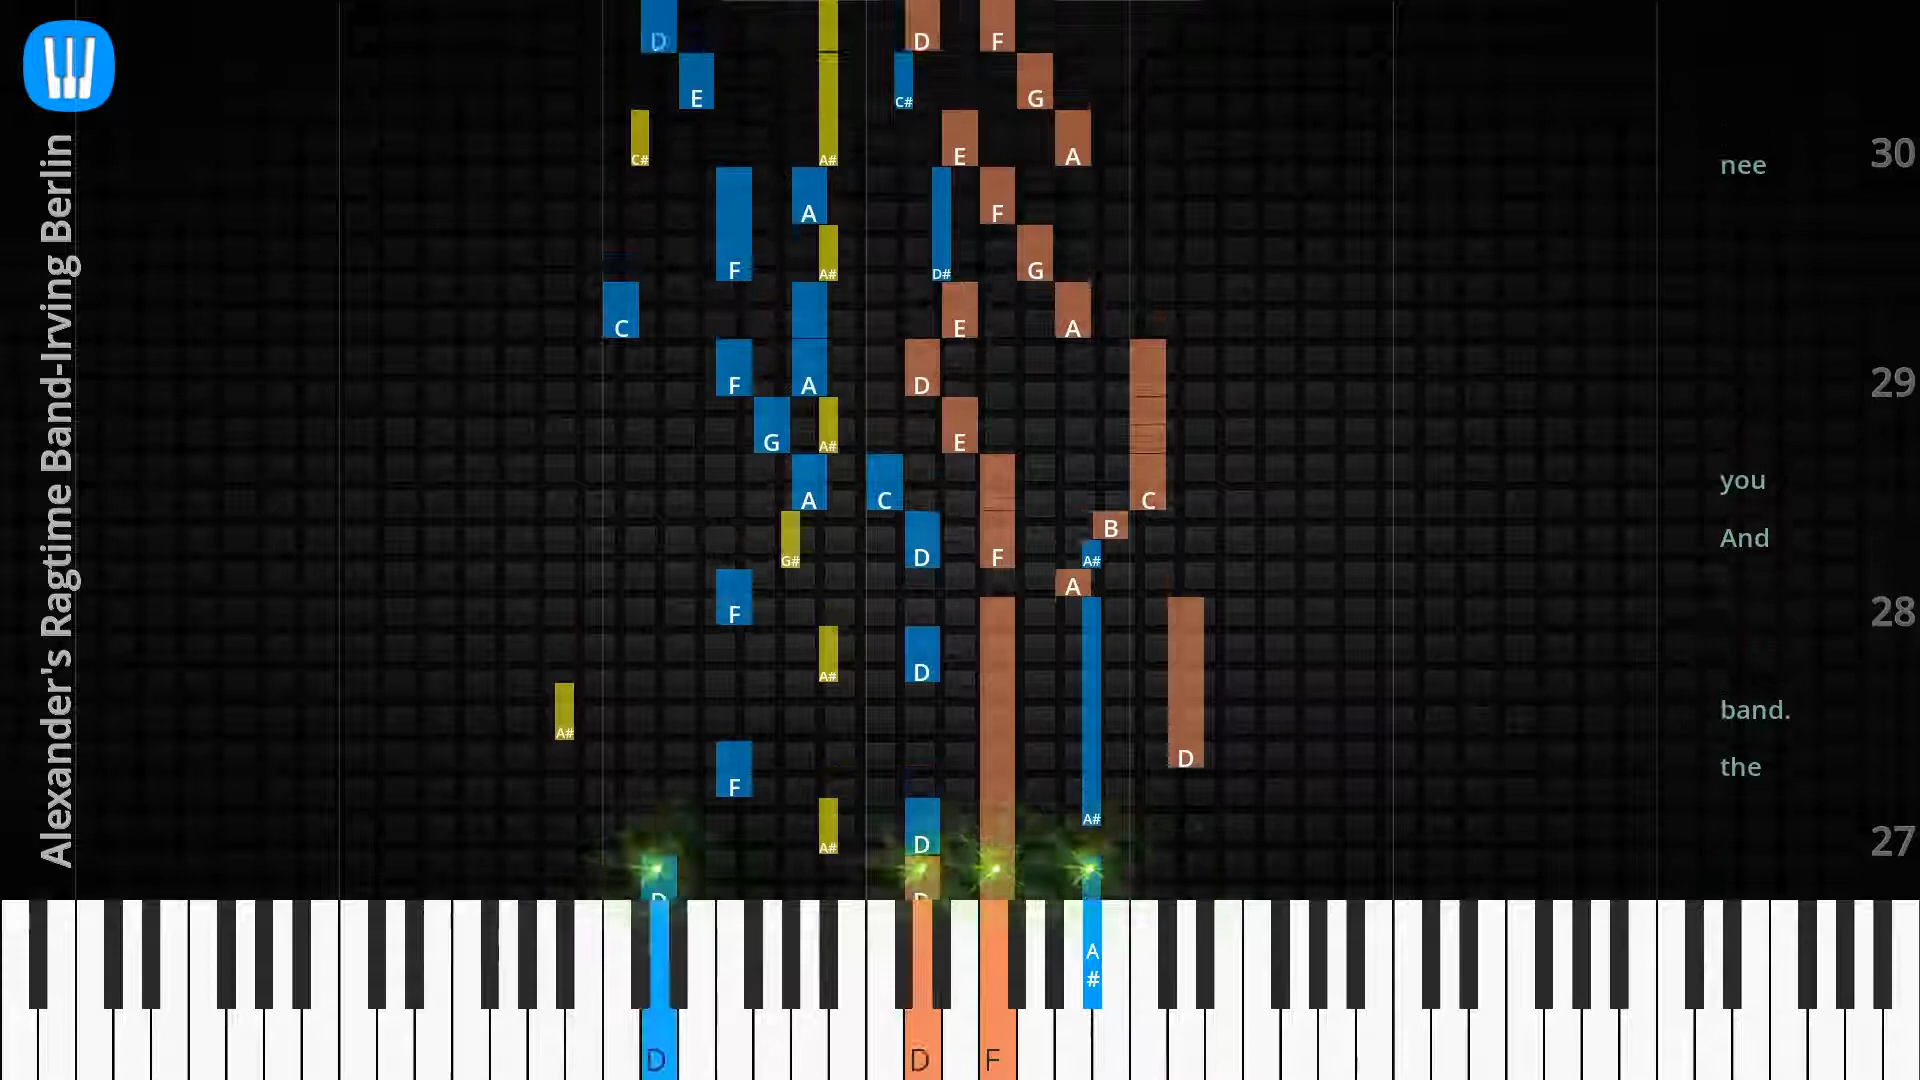 Alexander's Ragtime Band-Irving Berlin
D D F
E C# G
C# A# E A
nee
30
A F
F A# D# G
C E A
F A D
29
G A# E
A C C
you
B
G# D F A#
And
A
F
28
A# D
A#
band.
D
F
the
A#
A# D
27
D D
A
#
D D F